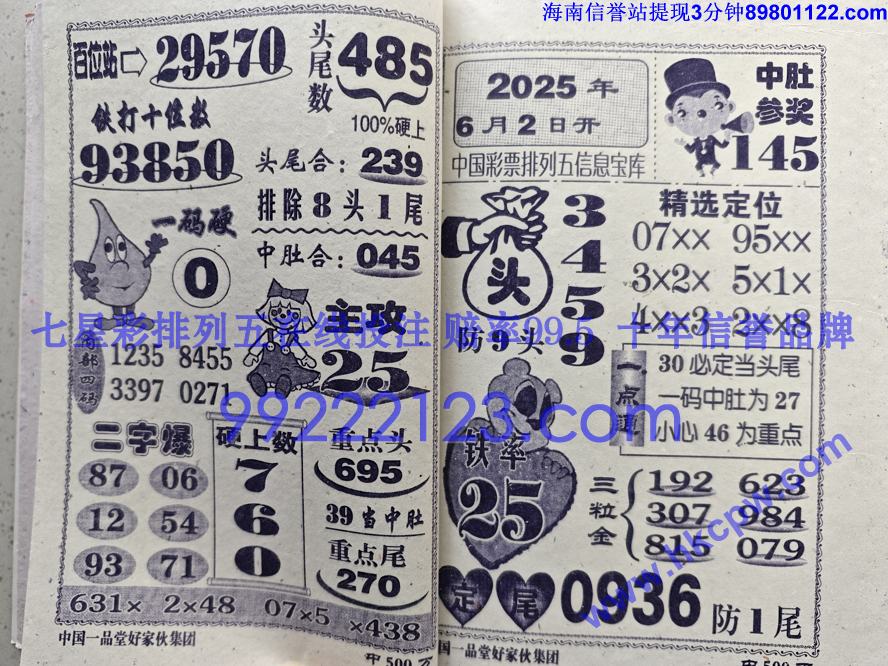 海南信誉站提现3分钟89801122.com
百位站
29570
铁打十位数
93850
一码硬
0
1235 8455
3397 0271
二字爆
87 06
12 54
93 71
631× 2×48 07×5 ×438
中国一品堂好家伙集团
头尾数
485
100%硬上
头尾合：239
排除8头1尾
中肚合：045
主攻
25
硬上数
7
6
0
重点头
695
39当中肚
重点尾
270
2025年
6月2日开
中国彩票排列五信息宝库
中肚
参奖
145
头
3
4
5
9
防9头
精选定位
07×× 95××
3×2× 5×1×
4××3 2××8
30必定当头尾
一码中肚为27
小心46为重点
铁率
25
三粒金
192 623
307 984
815 079
定尾
0936
防1尾
国一品堂好家伙集团
七星彩排列五在线投注 赔率99.5 十年信誉品牌
99222123.com
www.hkcpw.com